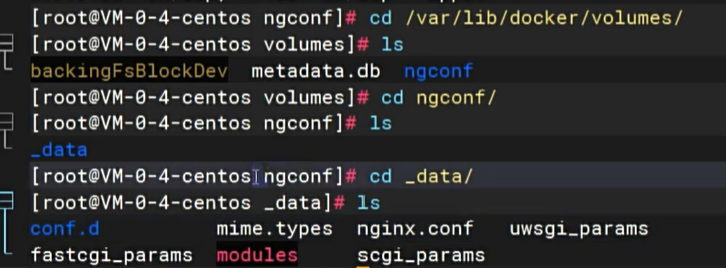 [root@VM-0-4-centos ngconf]# cd /var/lib/docker/volumes/
[root@VM-0-4-centos volumes]# ls
backingFsBlockDev metadata.db ngconf
[root@VM-0-4-centos volumes]# cd ngconf/
[root@VM-0-4-centos ngconf]# ls
_data
[root@VM-0-4-centos ngconf]# cd _data/
[root@VM-0-4-centos _data]# ls
conf.d mime.types nginx.conf uwsgi_params
fastcgi_params modules scgi_params